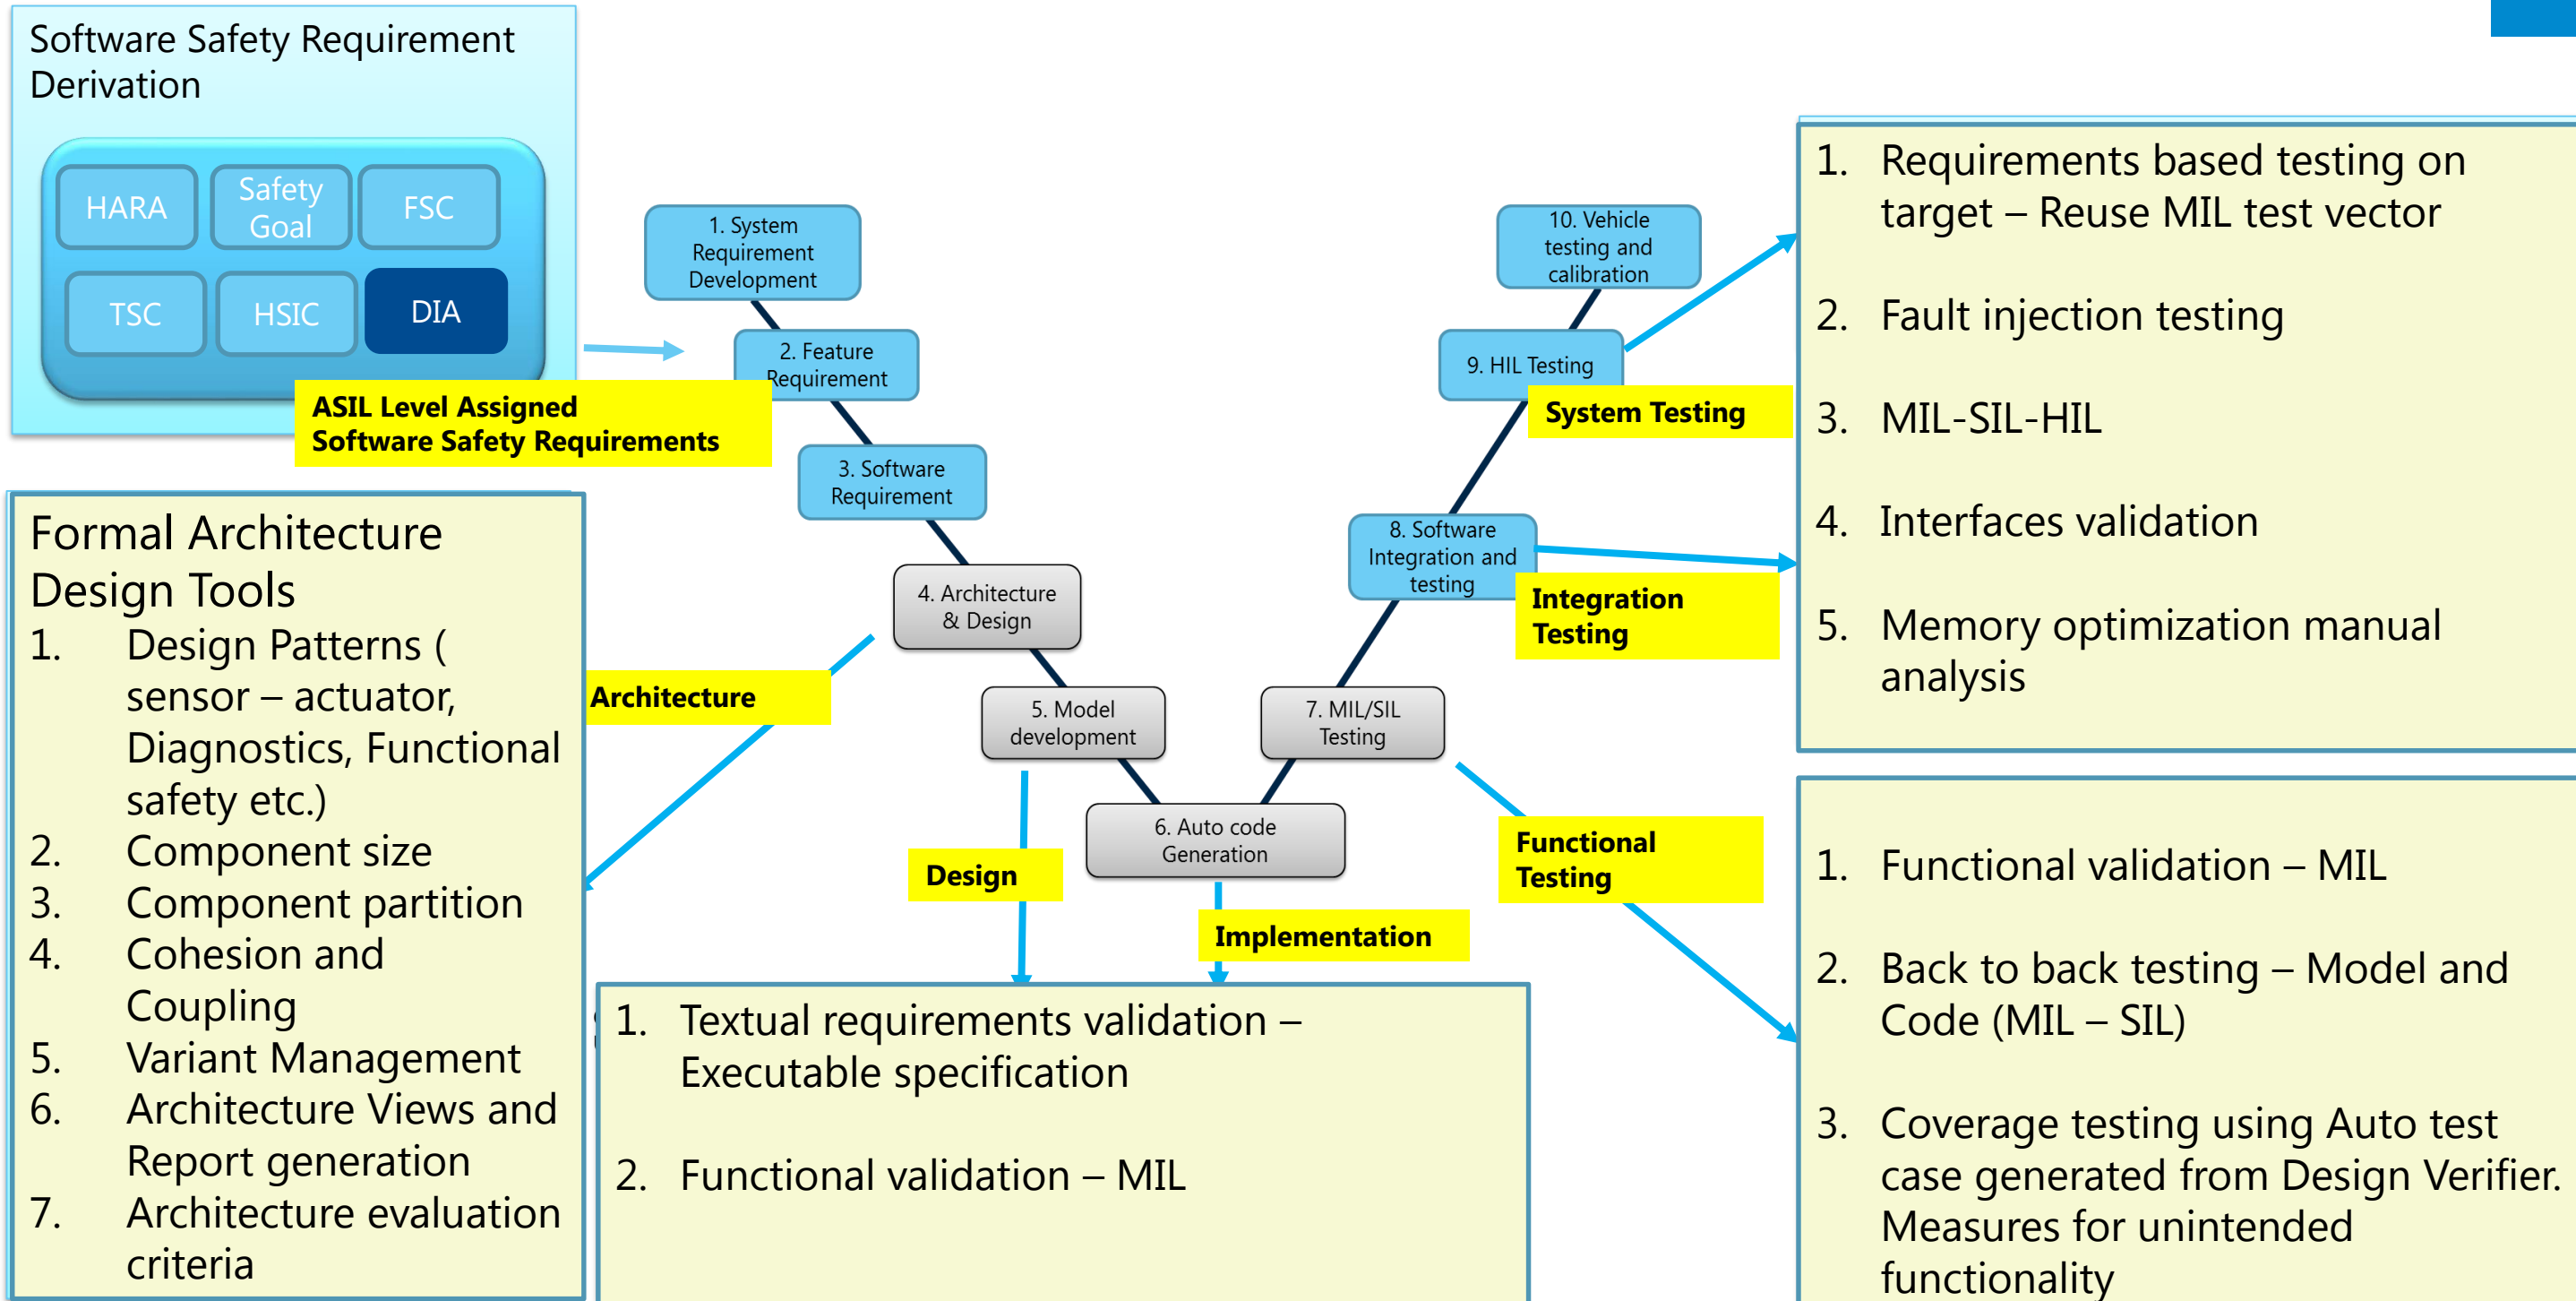 Software Safety Requirement
Derivation
HARA
Safety
Goal
FSC
TSC
HSIC
DIA
ASIL Level Assigned
Software Safety Requirements
1. System
Requirement
Development
2. Feature
Requirement
3. Software
Requirement
4. Architecture
& Design
5. Model
development
6. Auto code
Generation
7. MIL/SIL
Testing
8. Software
Integration and
testing
9. HIL Testing
10. Vehicle
testing and
calibration
System Testing
Integration
Testing
Functional
Testing
Architecture
Design
Implementation
Formal Architecture
Design Tools
1. Design Patterns (
sensor – actuator,
Diagnostics, Functional
safety etc.)
2. Component size
3. Component partition
4. Cohesion and
Coupling
5. Variant Management
6. Architecture Views and
Report generation
7. Architecture evaluation
criteria
1. Textual requirements validation –
Executable specification
2. Functional validation – MIL
1. Requirements based testing on
target – Reuse MIL test vector
2. Fault injection testing
3. MIL-SIL-HIL
4. Interfaces validation
5. Memory optimization manual
analysis
1. Functional validation – MIL
2. Back to back testing – Model and
Code (MIL – SIL)
3. Coverage testing using Auto test
case generated from Design Verifier.
Measures for unintended
functionality